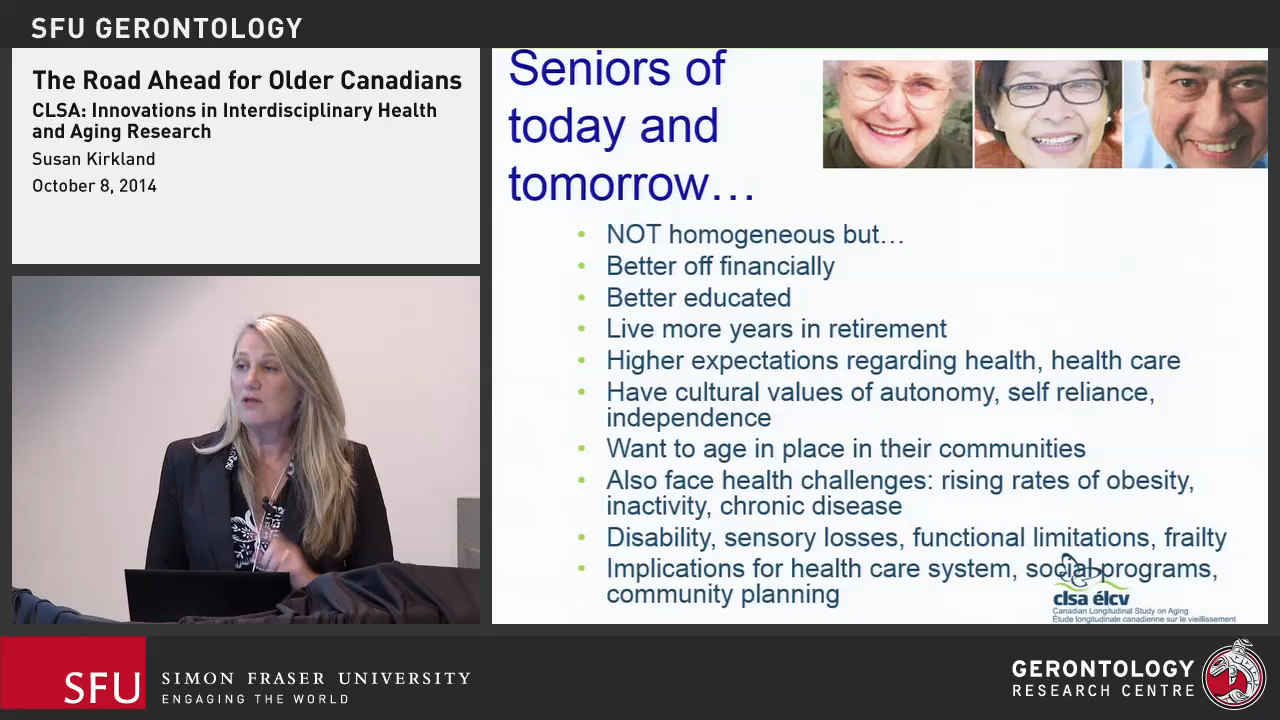 SFU GERONTOLOGY
The Road Ahead for Older Canadians
CLSA: Innovations in Interdisciplinary Health
and Aging Research
Susan Kirkland
October 8, 2014
Seniors of
today and
tomorrow…
• NOT homogeneous but…
• Better off financially
• Better educated
• Live more years in retirement
• Higher expectations regarding health, health care
• Have cultural values of autonomy, self reliance,
independence
• Want to age in place in their communities
• Also face health challenges: rising rates of obesity,
inactivity, chronic disease
• Disability, sensory losses, functional limitations, frailty
• Implications for health care system, social programs,
community planning
clsa élcv
Canadian Longitudinal Study on Aging
Étude longitudinale canadienne sur le vieillissement
SFU
SIMON FRASER UNIVERSITY
ENGAGING THE WORLD
GERONTOLOGY
RESEARCH CENTRE